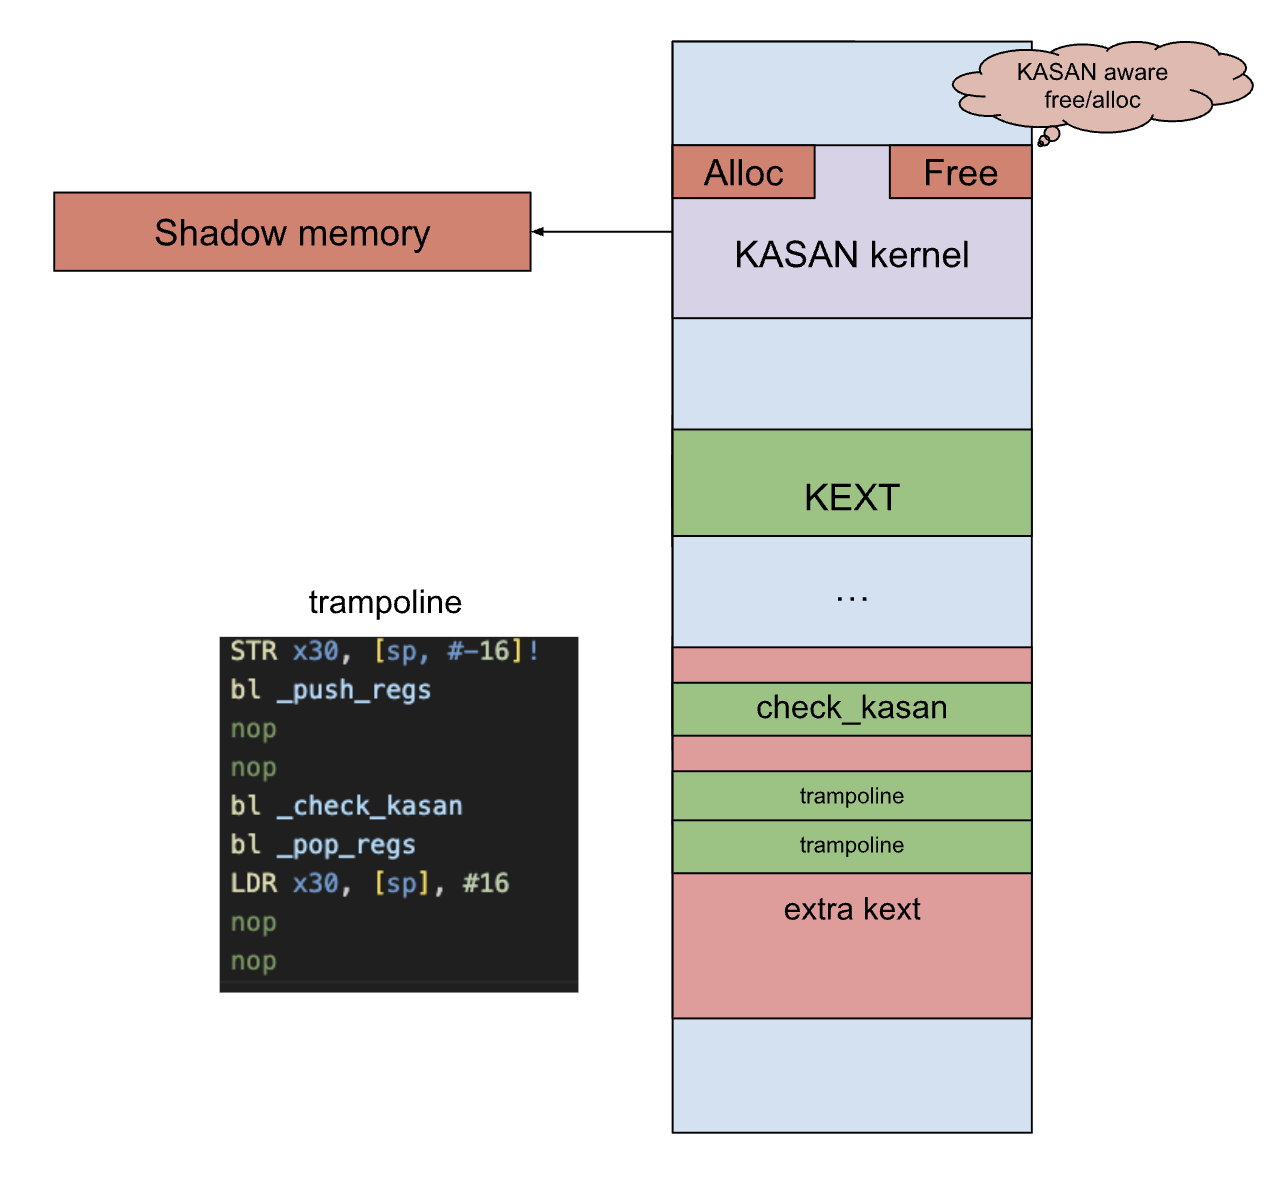 KASAN aware
free/alloc
Alloc
Free
Shadow memory
KASAN kernel
KEXT
...
trampoline
STR x30, [sp, #-16]!
bl _push_regs
nop
nop
bl _check_kasan
bl _pop_regs
LDR x30, [sp], #16
nop
nop
check_kasan
trampoline
trampoline
extra kext